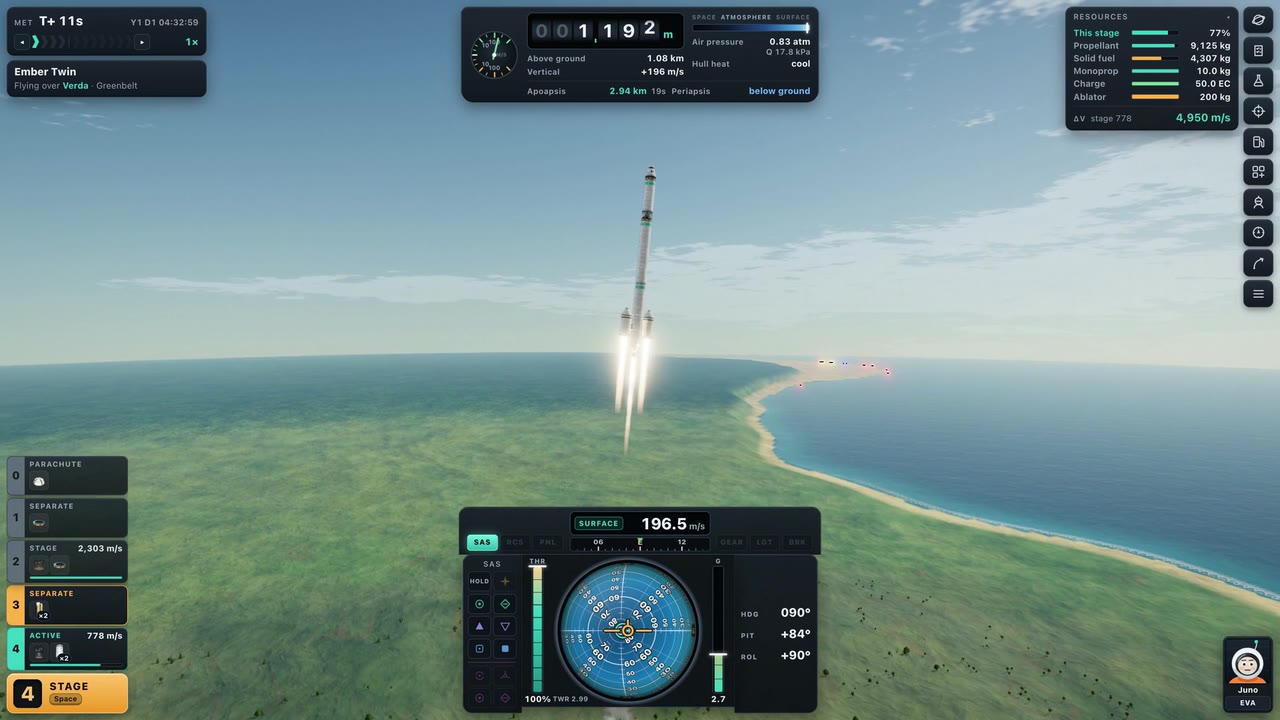 MET T+ 11s Y1 D1 04:32:59
1x
Ember Twin
Flying over Verda · Greenbelt
001,192 m
Above ground 1.08 km
Vertical +196 m/s
Apoapsis 2.94 km 19s Periapsis below ground
SPACE ATMOSPHERE SURFACE
Air pressure 0.83 atm
Q 17.8 kPa
Hull heat cool
RESOURCES
This stage 77%
Propellant 9,125 kg
Solid fuel 4,307 kg
Monoprop 10.0 kg
Charge 50.0 EC
Ablator 200 kg
ΔV stage 778 4,950 m/s
0 PARACHUTE
1 SEPARATE
2 STAGE 2,303 m/s
3 SEPARATE
x2
4 ACTIVE 778 m/s
x2
4 STAGE
Space
SURFACE 196.5 m/s
SAS RCS PNL
06 E 12
GEAR LGT BRK
SAS
HOLD
THR
G
100% TWR 2.99
2.7
HDG 090°
PIT +84°
ROL +90°
Juno
EVA